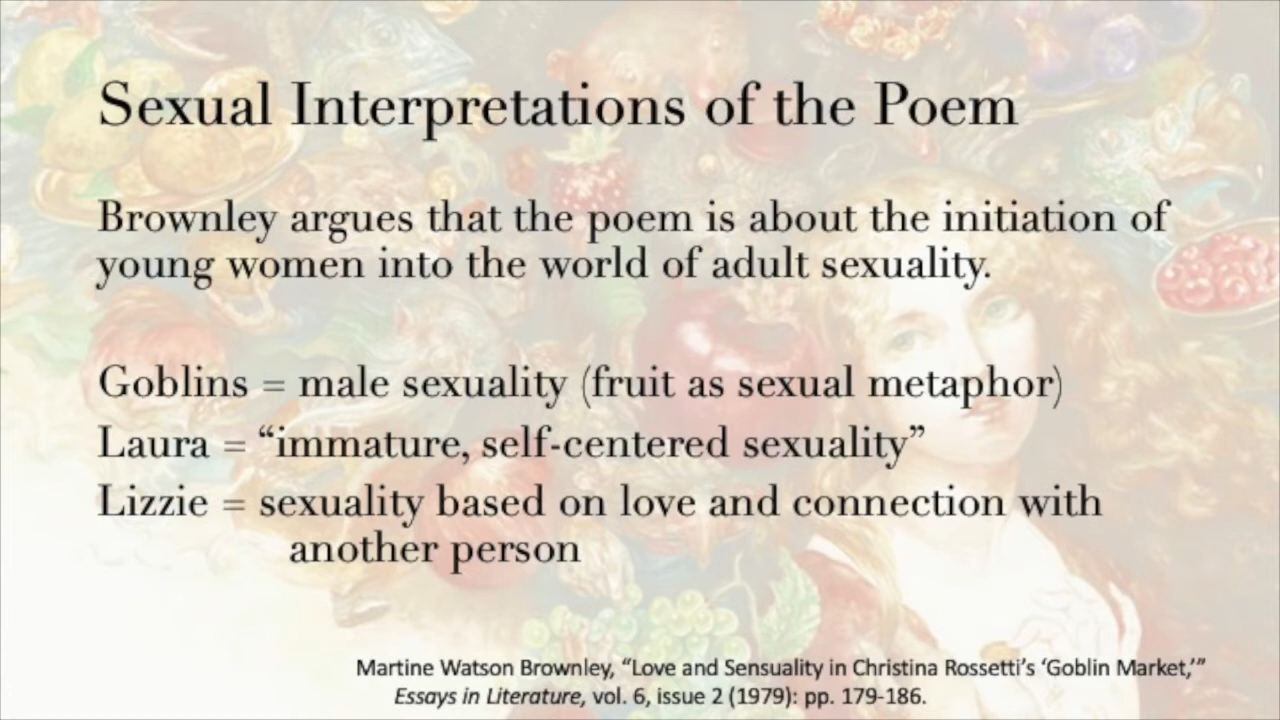 Sexual Interpretations of the Poem
Brownley argues that the poem is about the initiation of
young women into the world of adult sexuality.
Goblins = male sexuality (fruit as sexual metaphor)
Laura = “immature, self-centered sexuality”
Lizzie = sexuality based on love and connection with
another person
Martine Watson Brownley, “Love and Sensuality in Christina Rossetti’s ‘Goblin Market,’”
Essays in Literature, vol. 6, issue 2 (1979): pp. 179-186.